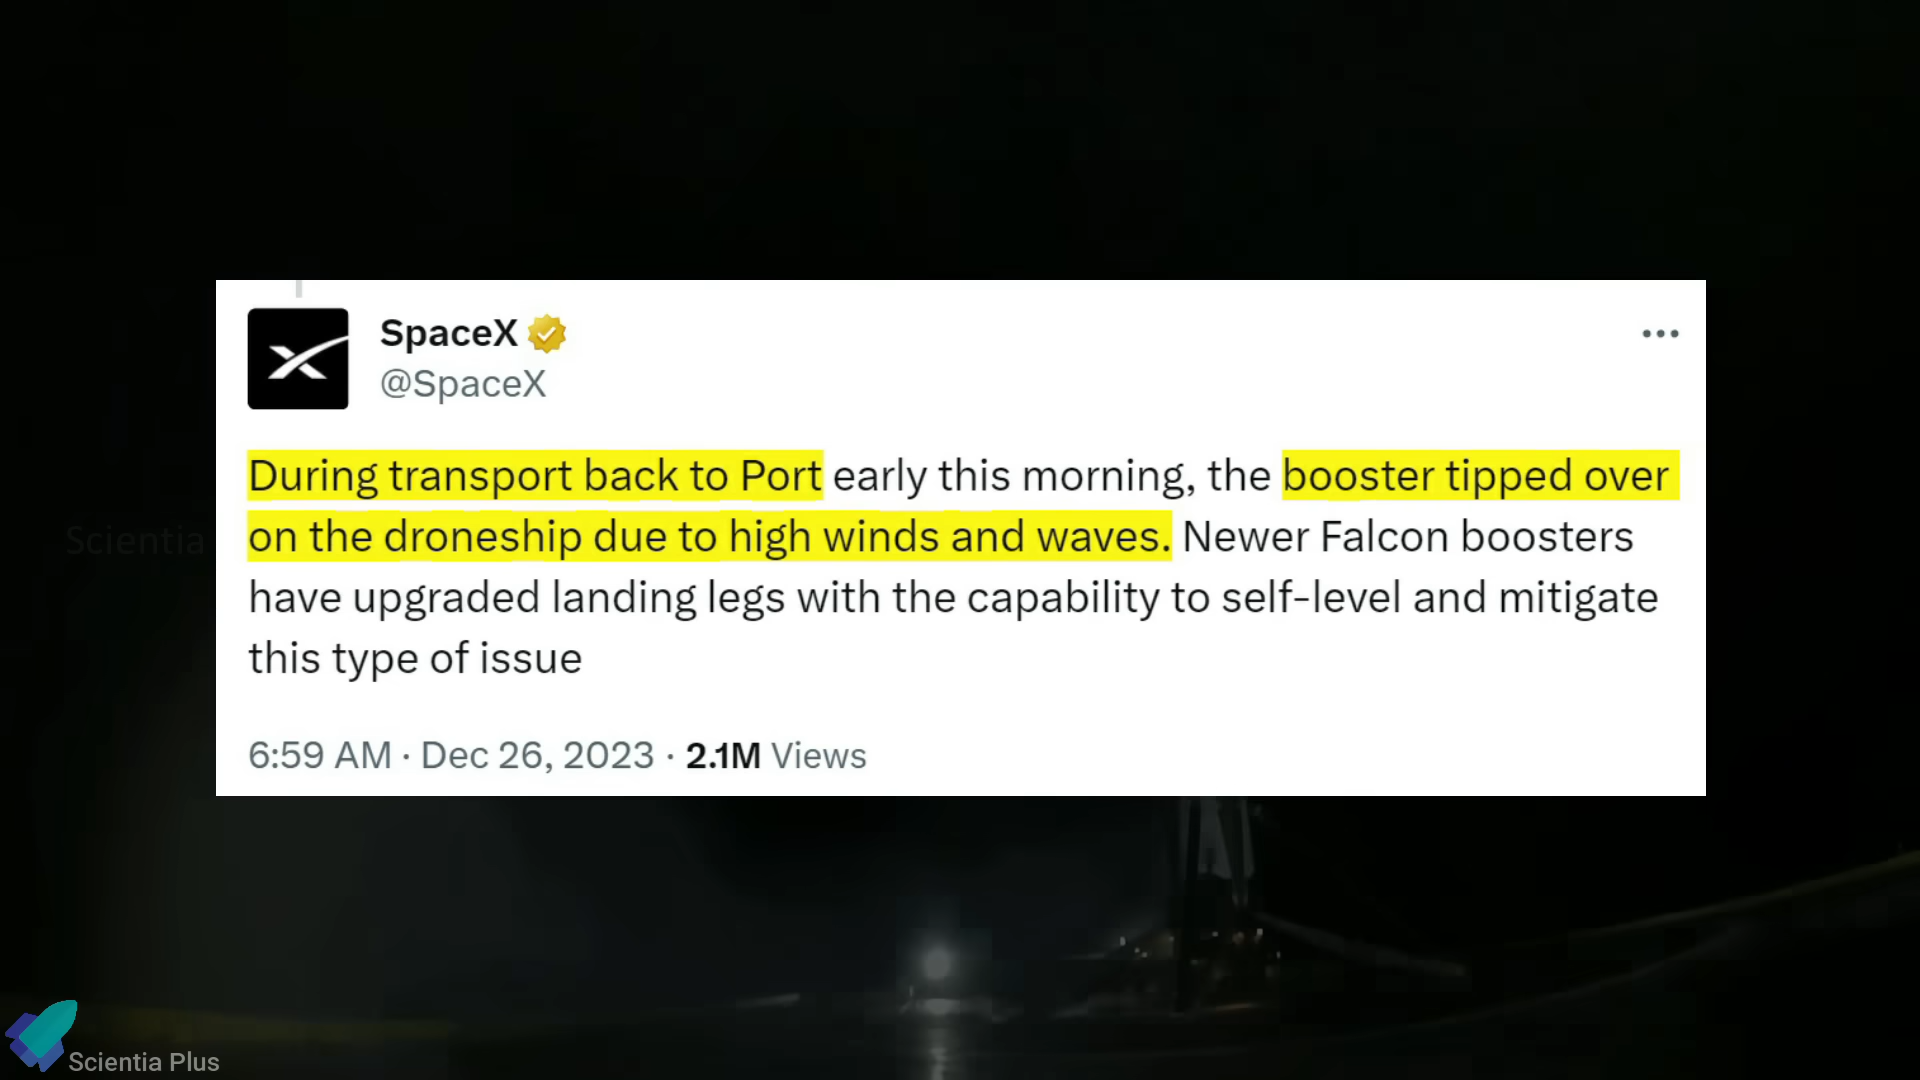 SpaceX
@SpaceX
During transport back to Port early this morning, the booster tipped over
on the droneship due to high winds and waves. Newer Falcon boosters
have upgraded landing legs with the capability to self-level and mitigate
this type of issue
6:59 AM · Dec 26, 2023 · 2.1M Views
Scientia
Scientia Plus